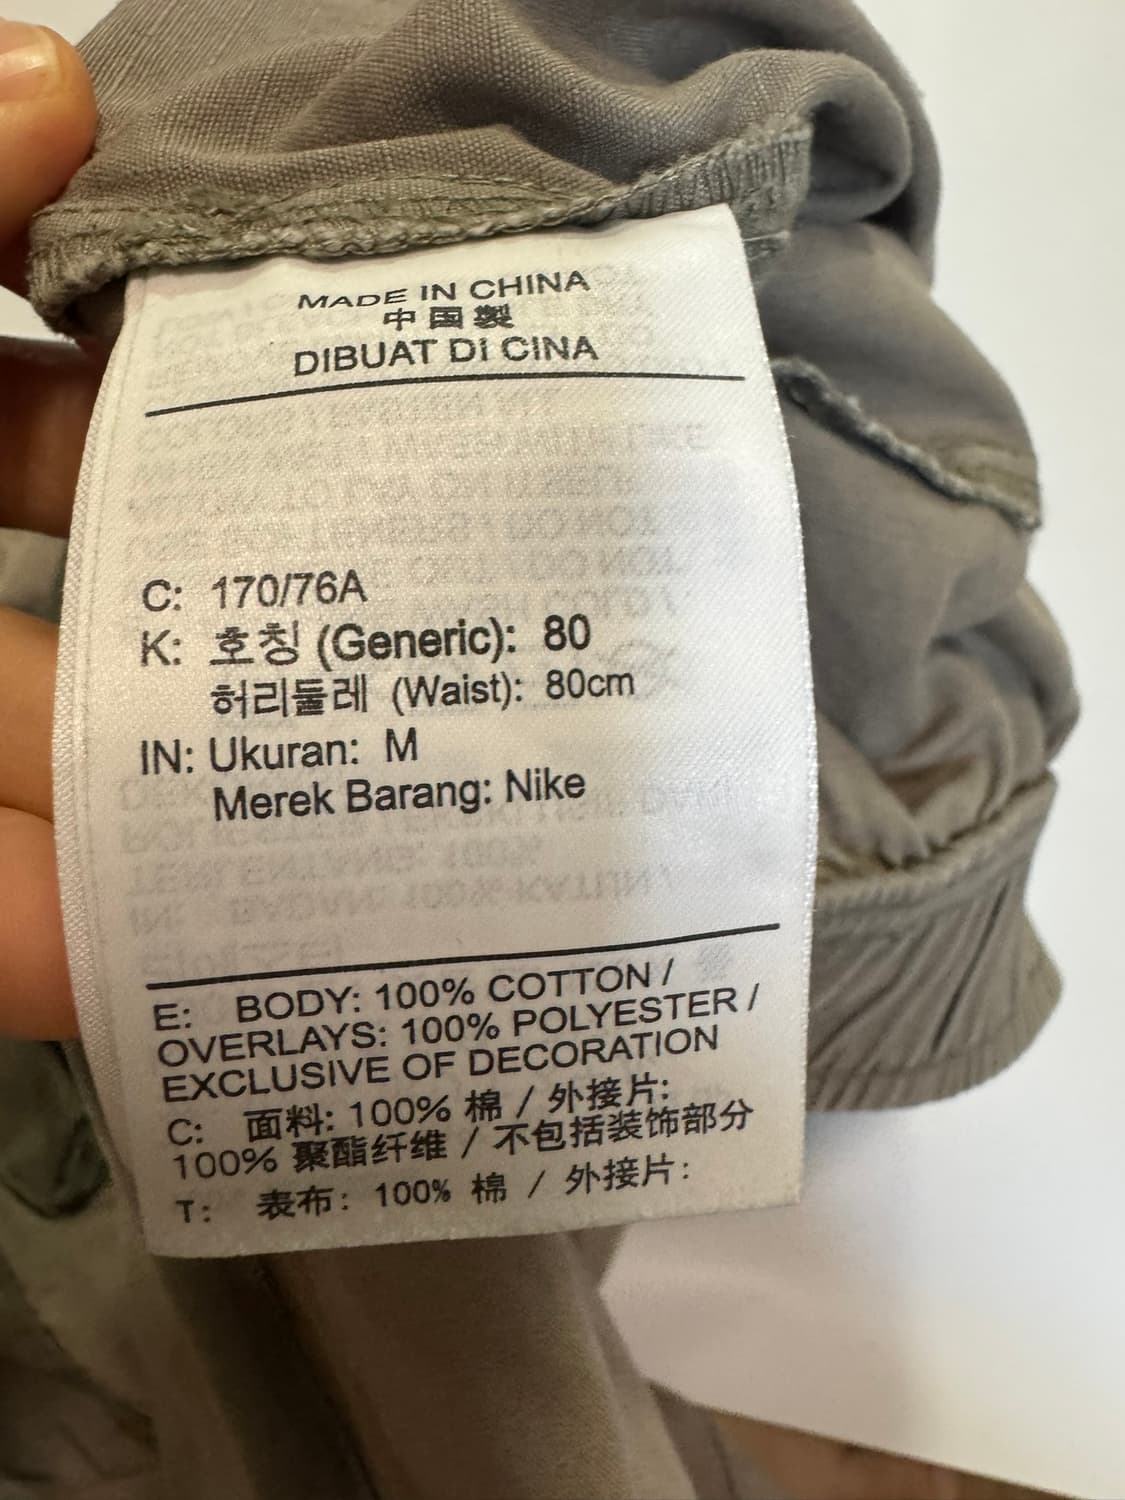 MADE IN CHINA
中国製
DIBUAT DI CINA
C: 170/76A
K: 호칭 (Generic): 80
허리둘레 (Waist): 80cm
IN: Ukuran: M
Merek Barang: Nike
E: BODY: 100% COTTON /
OVERLAYS: 100% POLYESTER /
EXCLUSIVE OF DECORATION
C: 面料: 100% 棉 / 外接片:
100% 聚酯纤维 / 不包括装饰部分
T: 表布: 100% 棉 / 外接片: